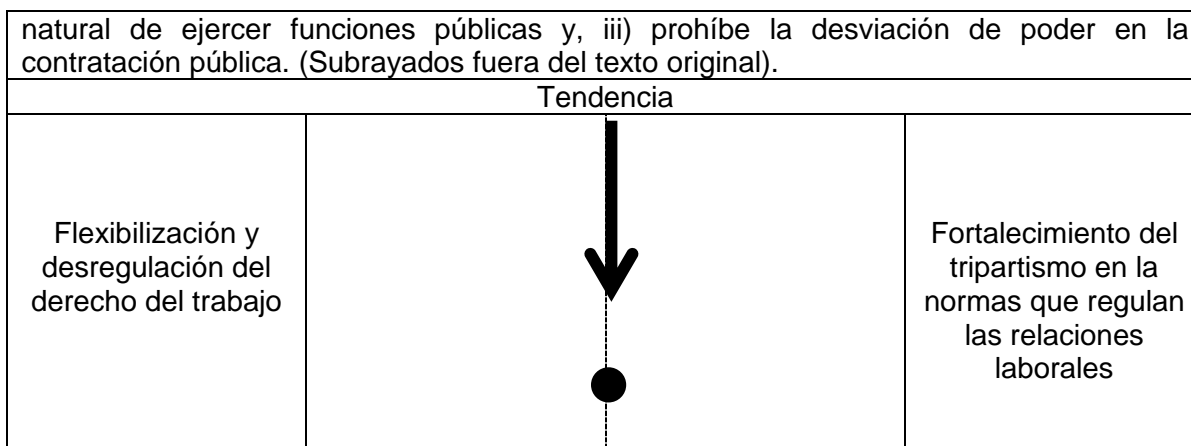 natural de ejercer funciones públicas y, iii) prohíbe la desviación de poder en la
contratación pública. (Subrayados fuera del texto original).
Tendencia
Flexibilización y
desregulación del
derecho del trabajo
Fortalecimiento del
tripartismo en la
normas que regulan
las relaciones
laborales